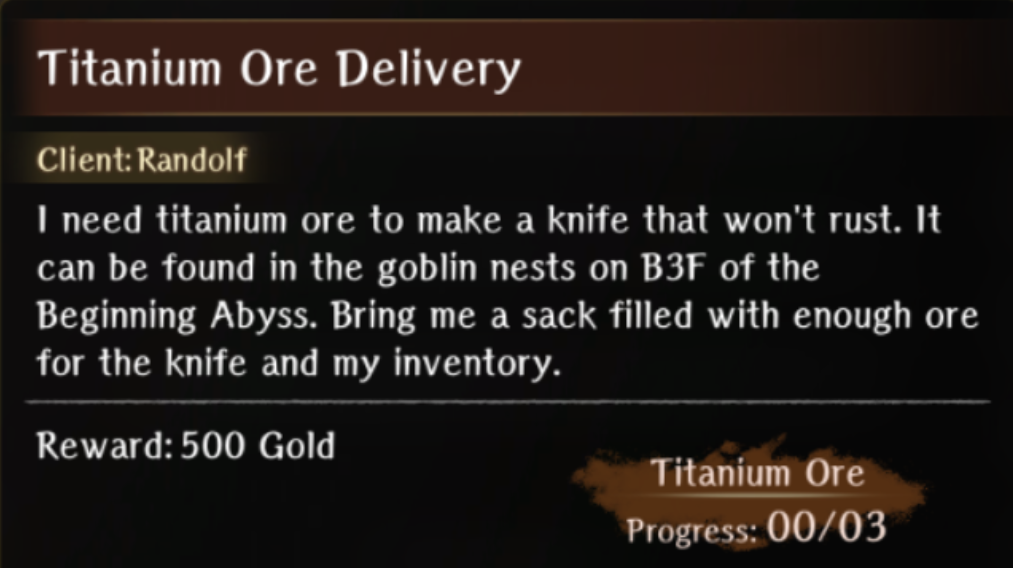 Titanium Ore Delivery
Client: Randolf
I need titanium ore to make a knife that won't rust. It
can be found in the goblin nests on B3F of the
Beginning Abyss. Bring me a sack filled with enough ore
for the knife and my inventory.
Reward: 500 Gold
Titanium Ore
Progress: 00/03